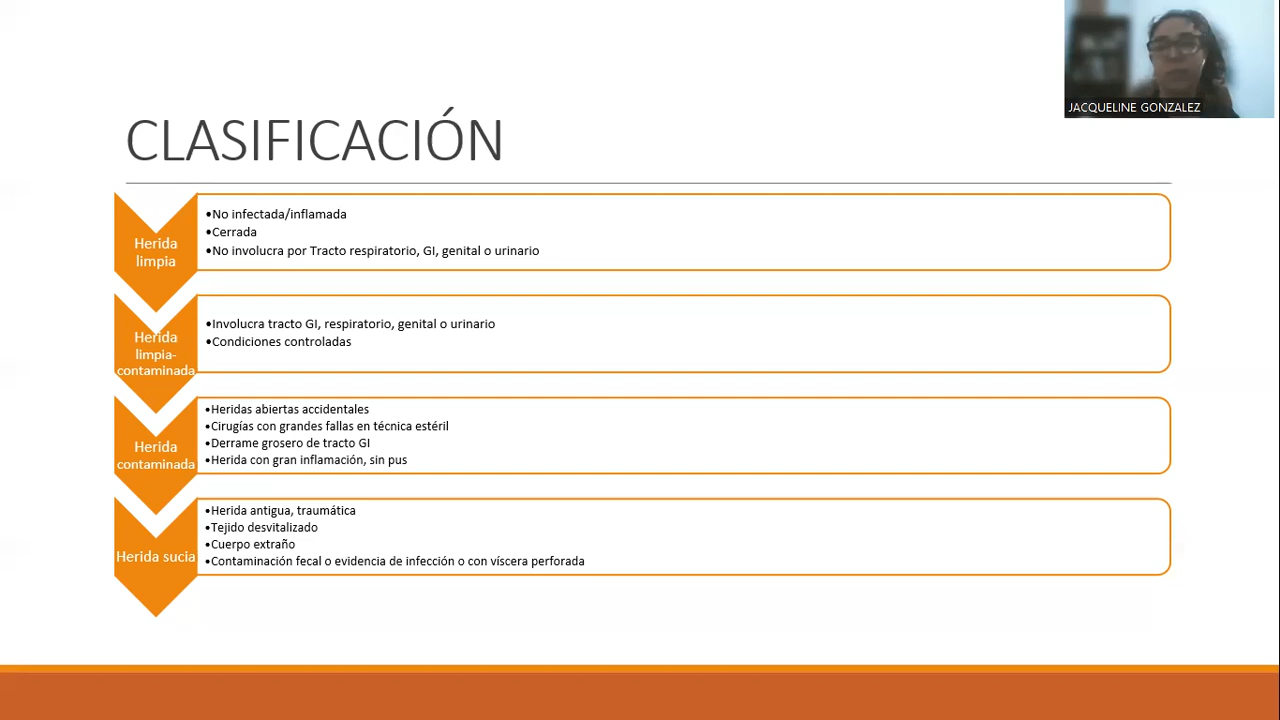 JACQUELINE GONZALEZ
CLASIFICACIÓN
Herida
limpia
•No infectada/inflamada
•Cerrada
•No involucra por Tracto respiratorio, GI, genital o urinario
Herida
limpia-
contaminada
•Involucra tracto GI, respiratorio, genital o urinario
•Condiciones controladas
Herida
contaminada
•Heridas abiertas accidentales
•Cirugías con grandes fallas en técnica estéril
•Derrame grosero de tracto GI
•Herida con gran inflamación, sin pus
Herida sucia
•Herida antigua, traumática
•Tejido desvitalizado
•Cuerpo extraño
•Contaminación fecal o evidencia de infección o con víscera perforada